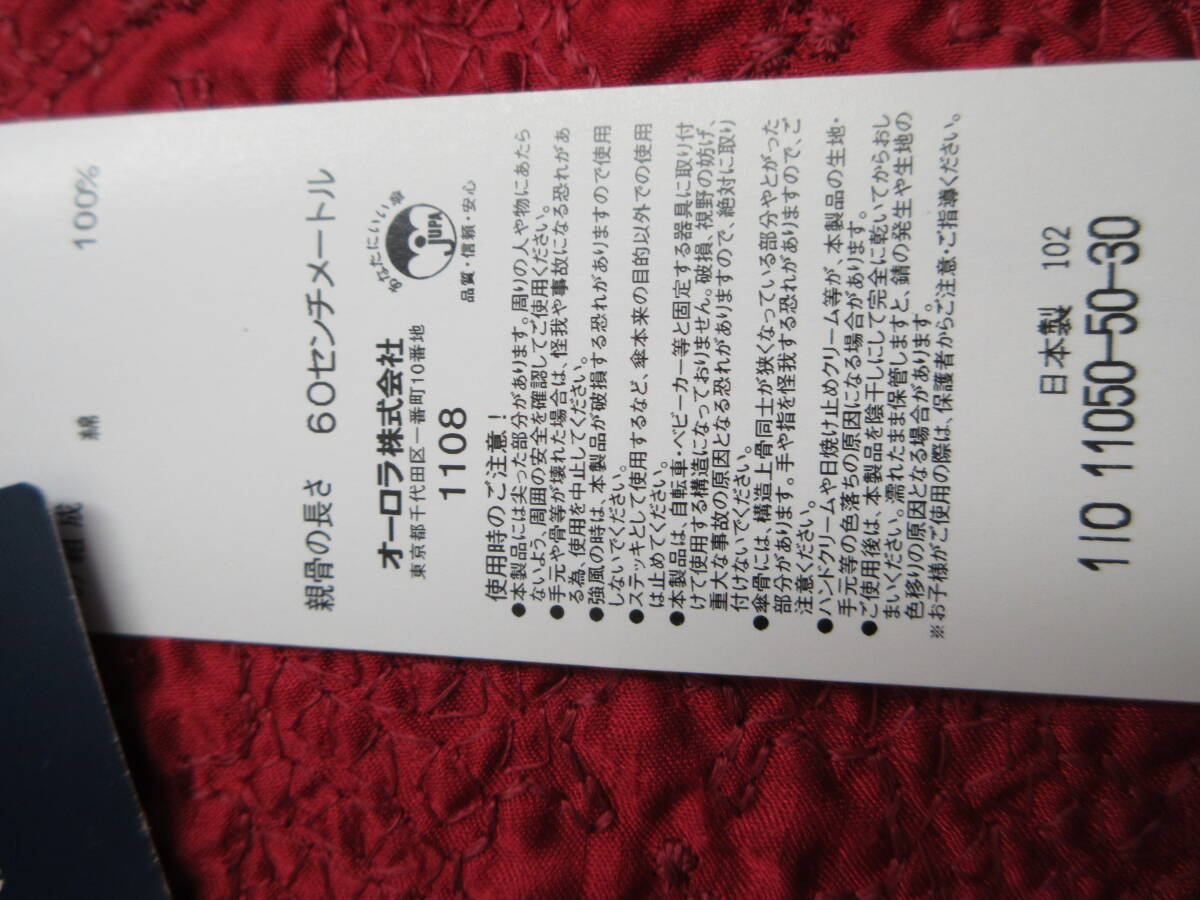 組成
綿 100%
親骨の長さ 60センチメートル
オーロラ株式会社
東京都千代田区一番町10番地
1108
あなたにいい傘
JUPA
品質・信頼・安心
使用時のご注意!
●本製品には尖った部分があります。周りの人や物にあたら
ないよう、周囲の安全を確認してご使用ください。
●手元や骨等が壊れた場合は、怪我や事故になる恐れがあ
る為、使用を中止してください。
●強風の時は、本製品が破損する恐れがありますので使用
しないでください。
●ステッキとして使用するなど、傘本来の目的以外での使用
は止めてください。
●本製品は、自転車・ベビーカー等と固定する器具に取り付
けて使用する構造になっておりません。破損、視野の妨げ、
重大な事故の原因となる恐れがありますので、絶対に取り
付けないでください。
●傘骨には、構造上骨同士が狭くなっている部分やとがった
部分があります。手や指を怪我する恐れがありますので、ご
注意ください。
●ハンドクリームや日焼け止めクリーム等が、本製品の生地・
手元等の色落ちの原因になる場合があります。
●ご使用後は、本製品を陰干しにして完全に乾いてからおし
まいください。濡れたまま保管しますと、錆の発生や生地の
色移りの原因となる場合があります。
※お子様がご使用の際は、保護者からご注意・ご指導ください。
日本製 102
110 11050-50-30